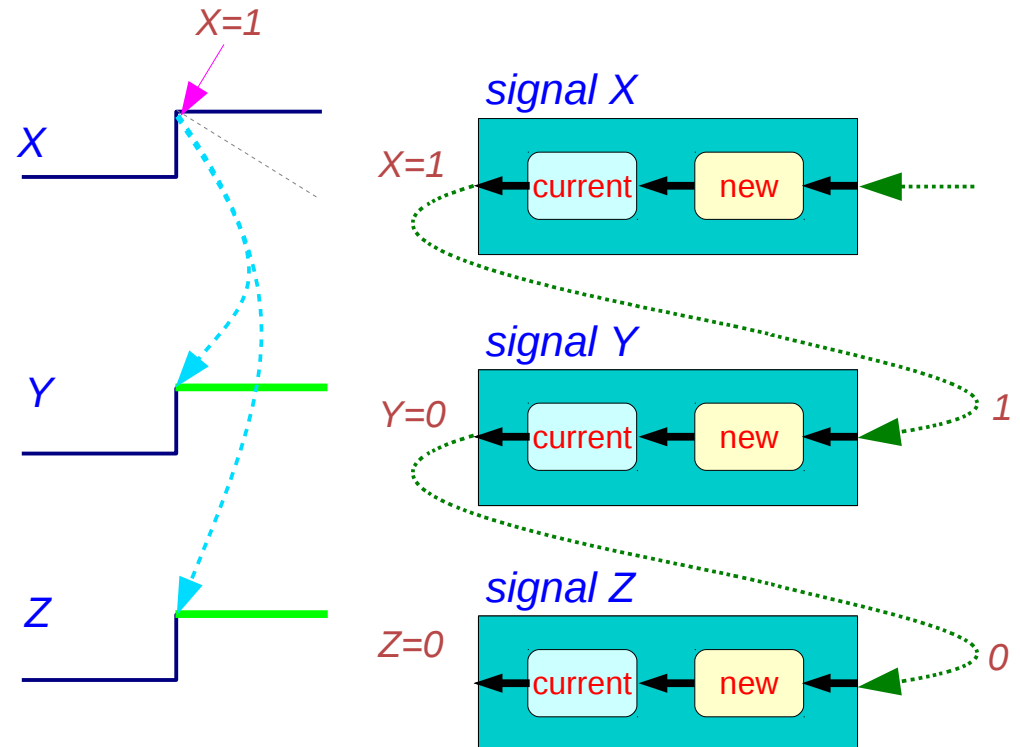 X=1
X
Y
Z
signal X
X=1
current
new
signal Y
Y=0
current
new
1
signal Z
Z=0
current
new
0